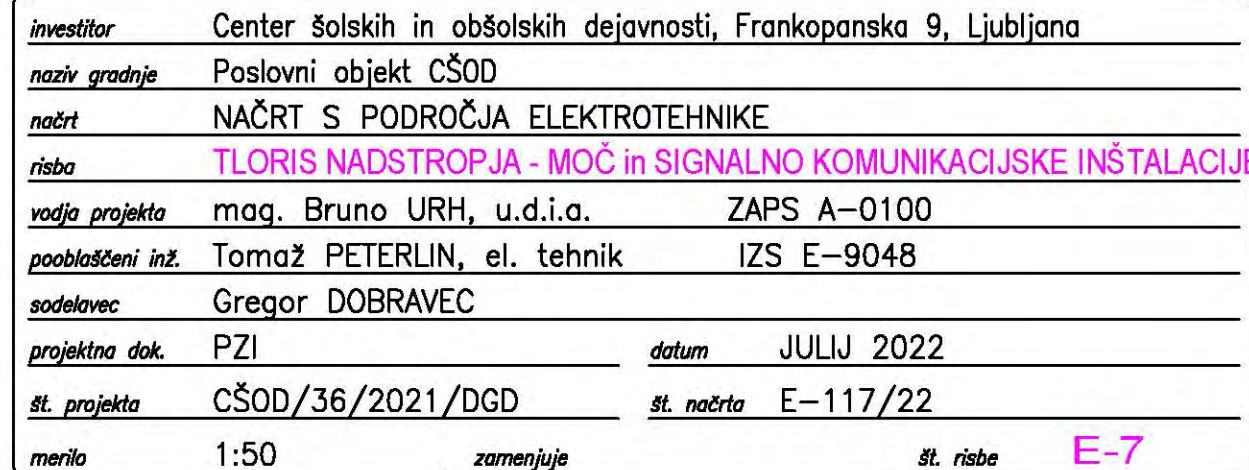 investitor Center šolskih in obšolskih dejavnosti, Frankopanska 9, Ljubljana
naziv gradnje Poslovni objekt CŠOD
načrt NAČRT S PODROČJA ELEKTROTEHNIKE
risba TLORIS NADSTROPJA - MOČ in SIGNALNO KOMUNIKACIJSKE INŠTALACIJE
vodja projekta mag. Bruno URH, u.d.i.a. ZAPS A-0100
pooblaščeni inž. Tomaž PETERLIN, el. tehnik IZS E-9048
sodelavec Gregor DOBRAVEC
projektna dok. PZI datum JULIJ 2022
št. projekta CŠOD/36/2021/DGD št. načrta E-117/22
merilo 1:50 zamenjuje št. risbe E-7